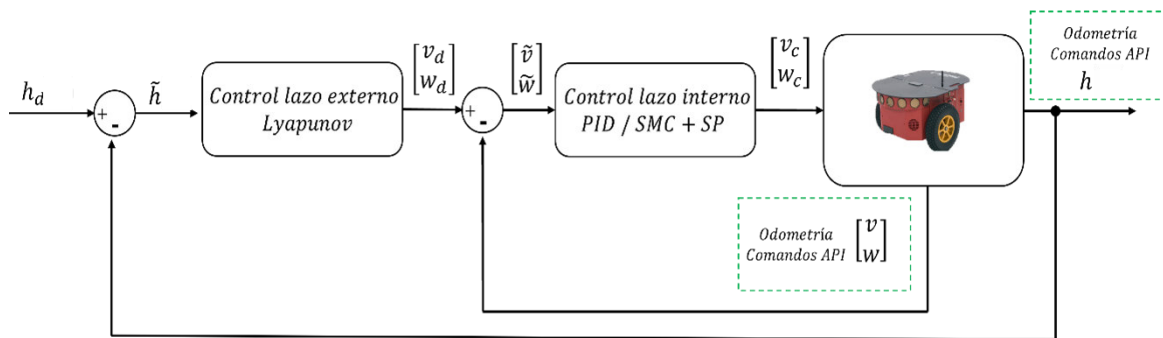 h_d
+
-
h̃
Control lazo externo
Lyapunov
[v_d
w_d]
+
-
[ṽ
w̃]
Control lazo interno
PID / SMC + SP
[v_c
w_c]
Odometría
Comandos API
h
Odometría
Comandos API [v
w]